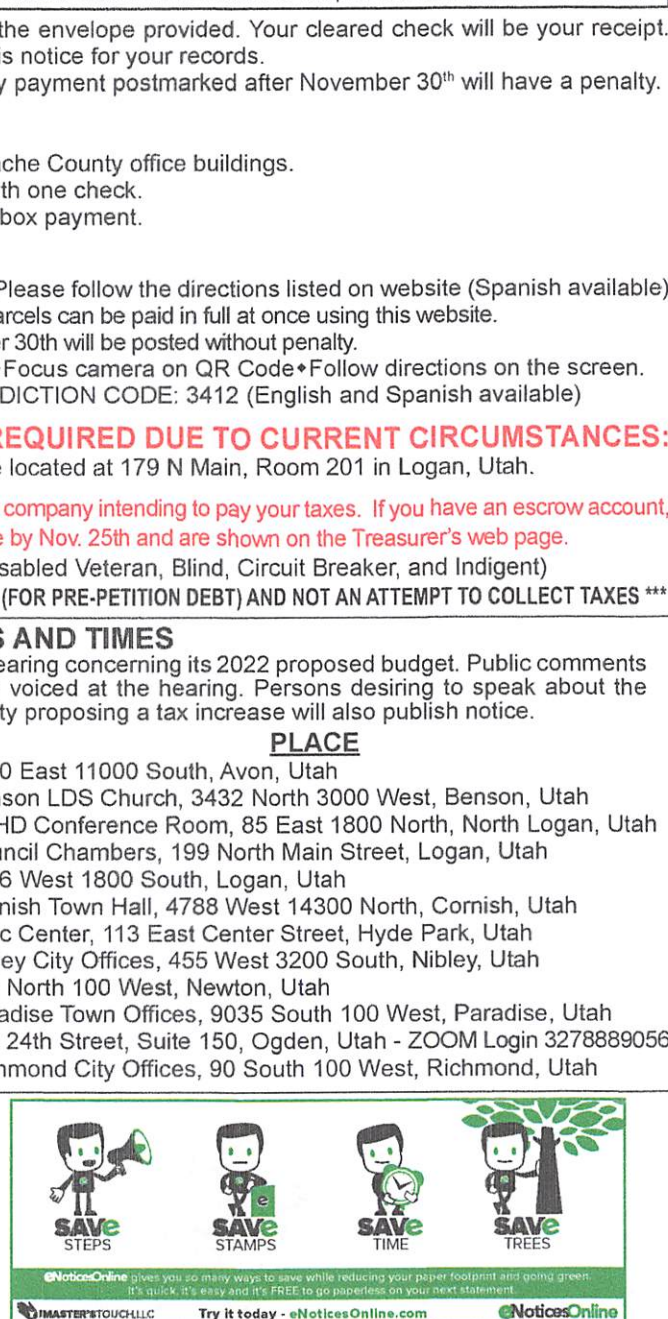 the envelope provided. Your cleared check will be your receipt.
is notice for your records.
y payment postmarked after November 30th will have a penalty.
che County office buildings.
th one check.
box payment.
Please follow the directions listed on website (Spanish available)
arcels can be paid in full at once using this website.
r 30th will be posted without penalty.
Focus camera on QR Code◆Follow directions on the screen.
DICTION CODE: 3412 (English and Spanish available)
REQUIRED DUE TO CURRENT CIRCUMSTANCES:
e located at 179 N Main, Room 201 in Logan, Utah.
company intending to pay your taxes. If you have an escrow account,
e by Nov. 25th and are shown on the Treasurer's web page.
sabled Veteran, Blind, Circuit Breaker, and Indigent)
(FOR PRE-PETITION DEBT) AND NOT AN ATTEMPT TO COLLECT TAXES ***
S AND TIMES
earing concerning its 2022 proposed budget. Public comments
voiced at the hearing. Persons desiring to speak about the
ty proposing a tax increase will also publish notice.
PLACE
0 East 11000 South, Avon, Utah
nson LDS Church, 3432 North 3000 West, Benson, Utah
HD Conference Room, 85 East 1800 North, North Logan, Utah
uncil Chambers, 199 North Main Street, Logan, Utah
6 West 1800 South, Logan, Utah
nish Town Hall, 4788 West 14300 North, Cornish, Utah
c Center, 113 East Center Street, Hyde Park, Utah
ley City Offices, 455 West 3200 South, Nibley, Utah
North 100 West, Newton, Utah
adise Town Offices, 9035 South 100 West, Paradise, Utah
24th Street, Suite 150, Ogden, Utah - ZOOM Login 3278889056
hmond City Offices, 90 South 100 West, Richmond, Utah
SAVe STEPS
SAVe STAMPS
SAVe TIME
SAVe TREES
eNoticesOnline gives you so many ways to save while reducing your paper footprint and going green.
It's quick, it's easy and it's FREE to go paperless on your next statement.
MASTER'STOUCH,LLC Try it today - eNoticesOnline.com eNoticesOnline